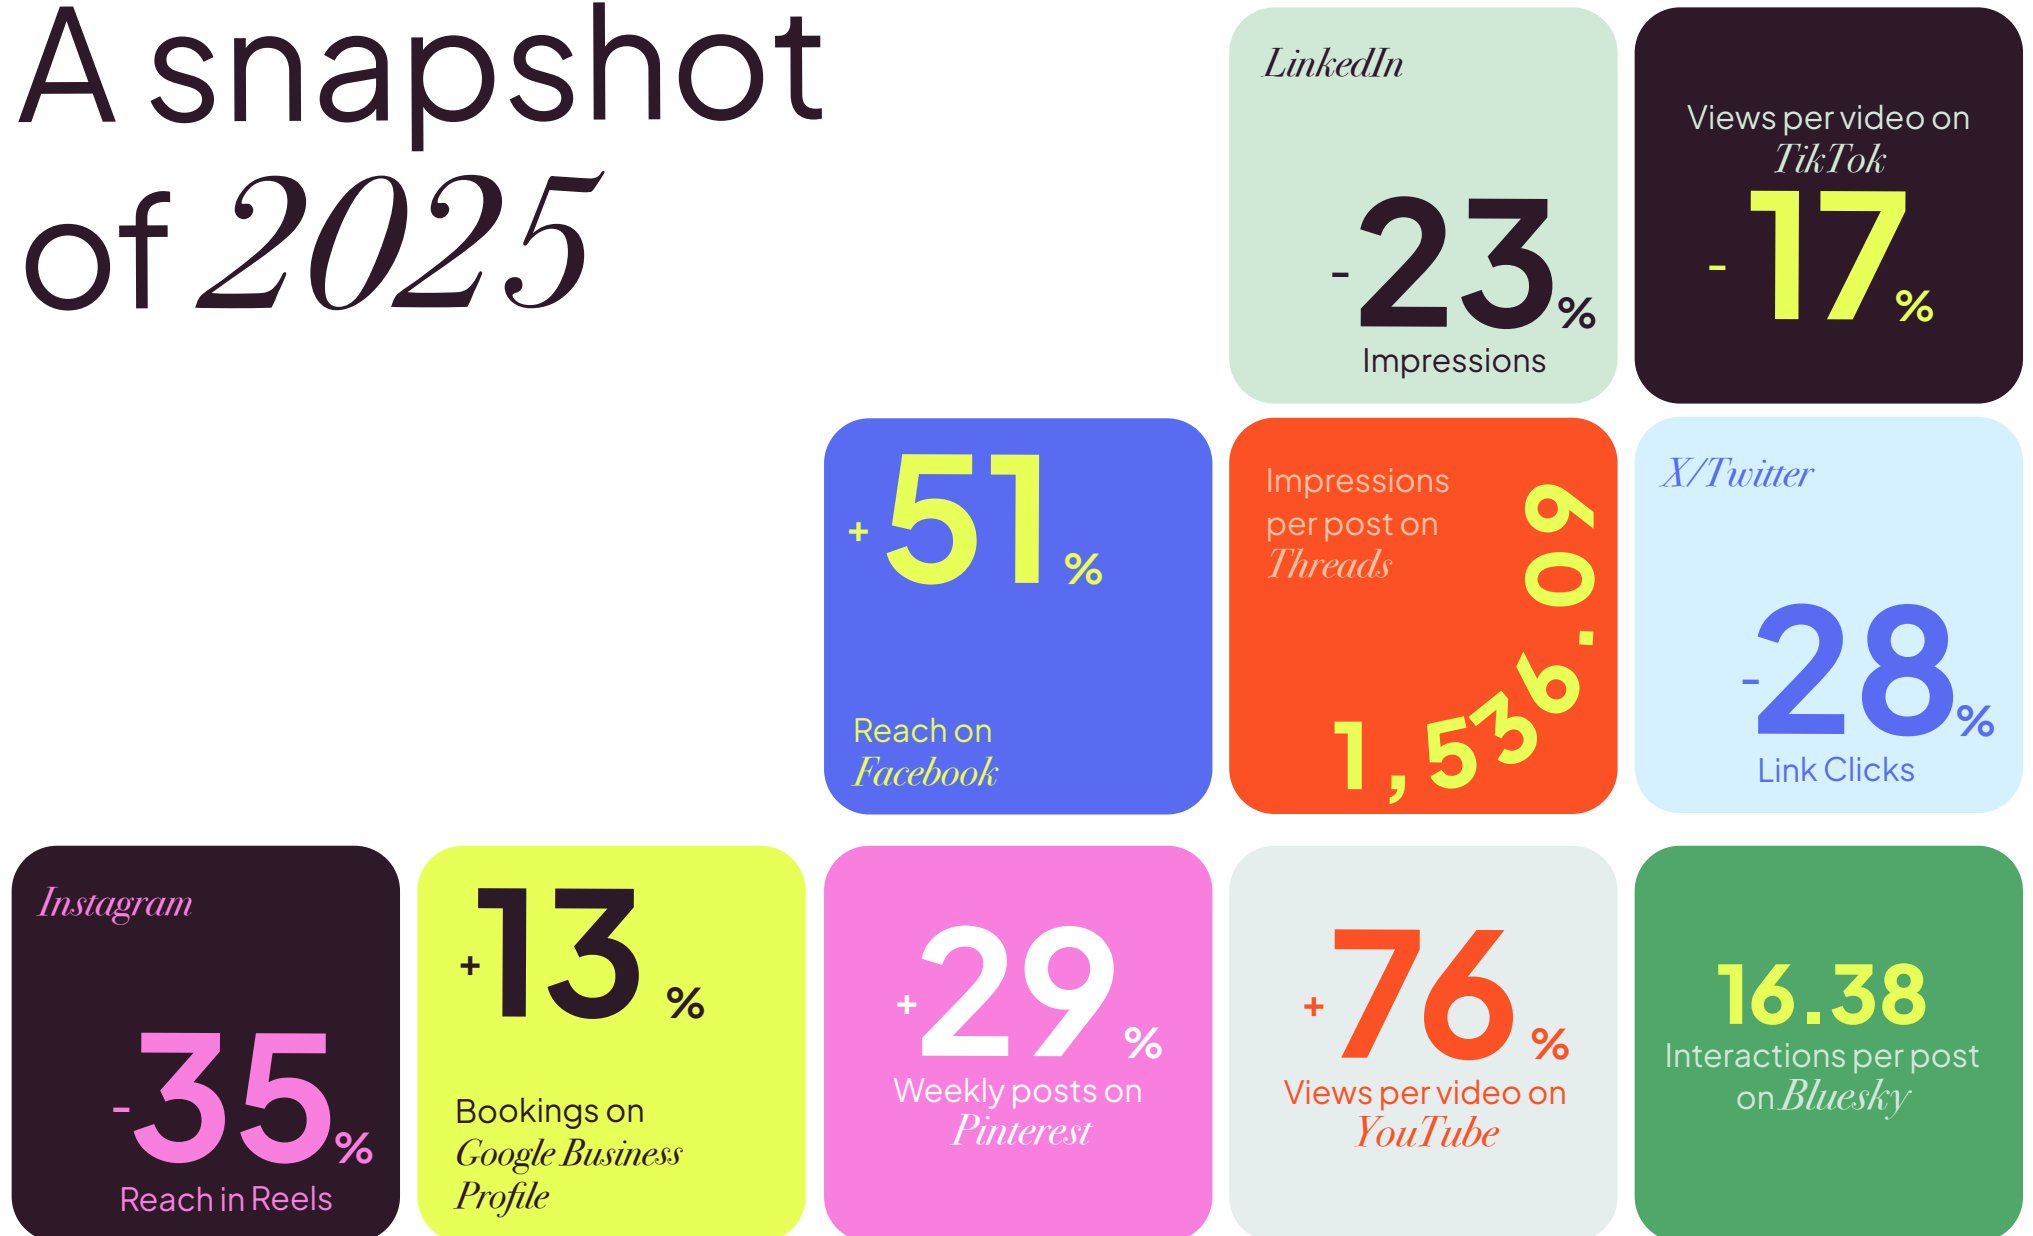 A snapshot
of 2025
LinkedIn
-23%
Impressions
Views per video on
TikTok
- 17%
+ 51 %
Reach on
Facebook
Impressions
per post on
Threads
1,536.09
X/Twitter
-28%
Link Clicks
Instagram
-35%
Reach in Reels
+13 %
Bookings on
Google Business
Profile
+29 %
Weekly posts on
Pinterest
+76 %
Views per video on
YouTube
16.38
Interactions per post
on Bluesky